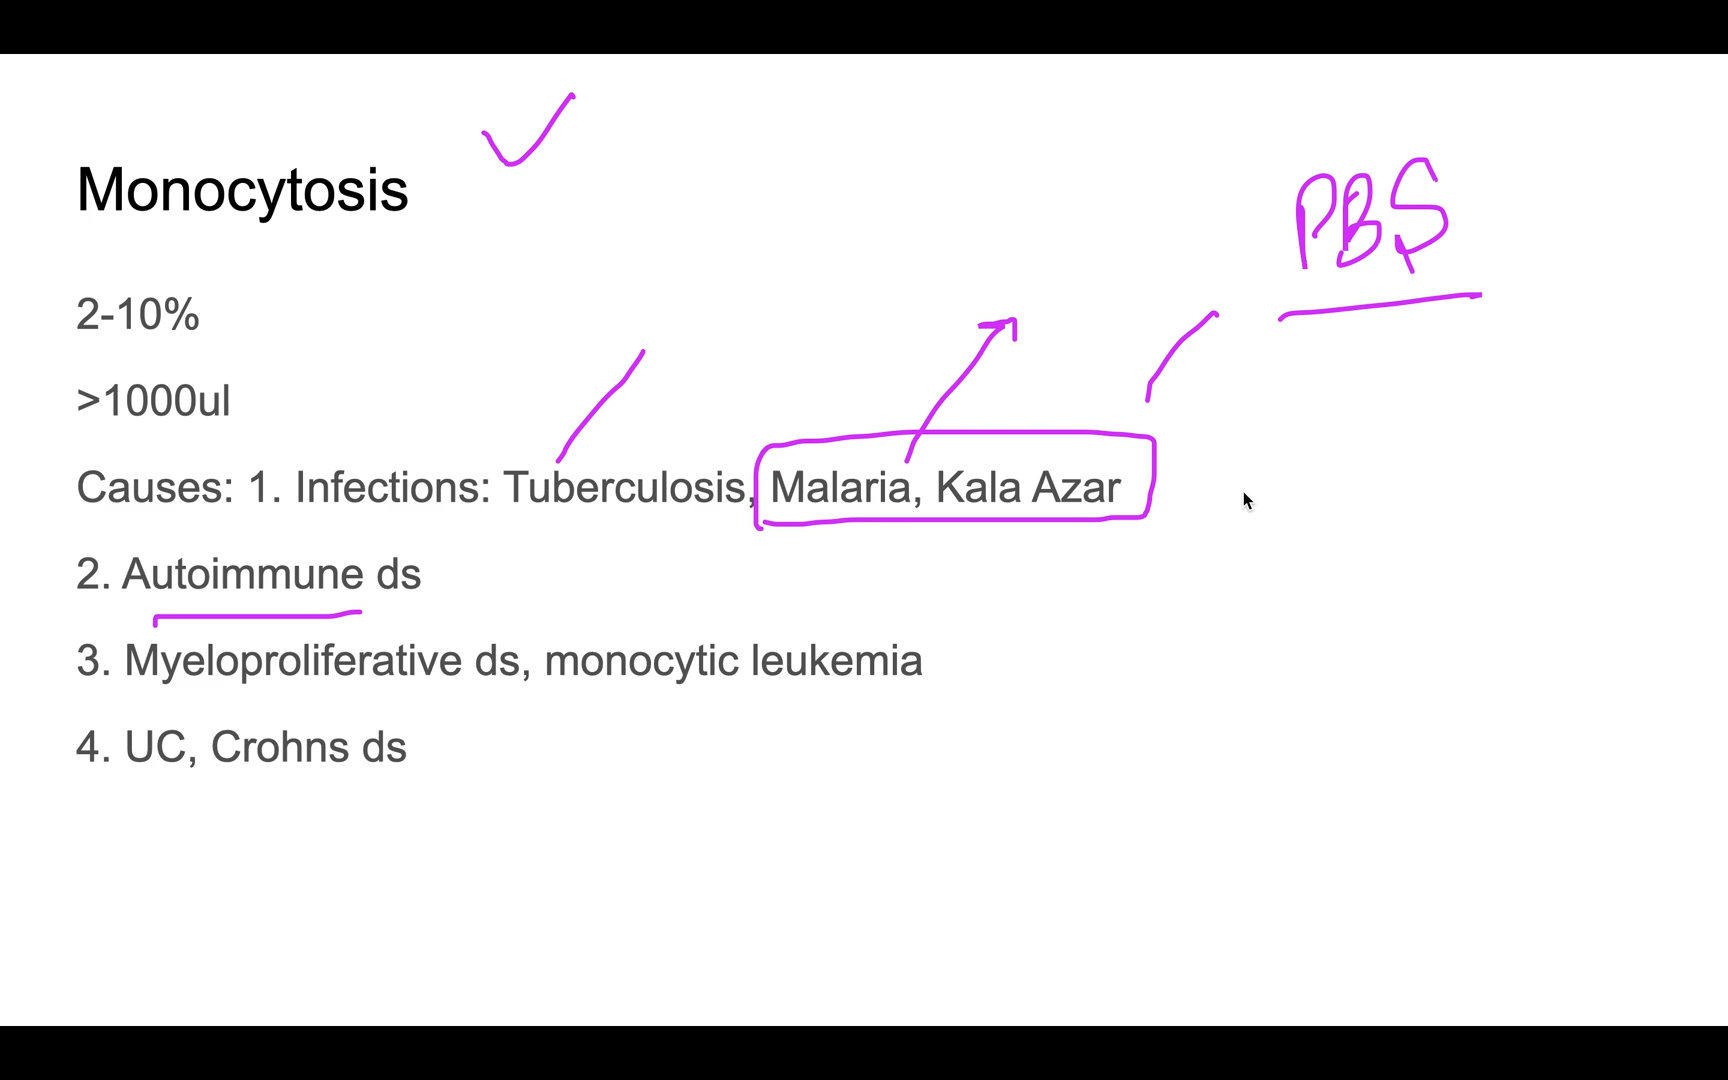 Monocytosis
PBS
2-10%
>1000ul
Causes: 1. Infections: Tuberculosis, Malaria, Kala Azar
2. Autoimmune ds
3. Myeloproliferative ds, monocytic leukemia
4. UC, Crohns ds